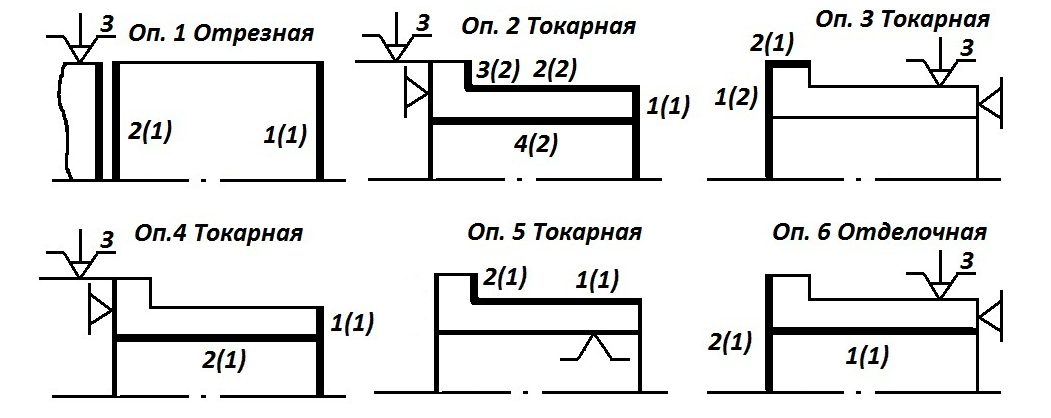 3 Оп. 1 Отрезная
2(1) 1(1)
3 Оп. 2 Токарная
3(2) 2(2)
1(1)
4(2)
Оп. 3 Токарная
2(1) 3
1(2)
3 Оп.4 Токарная
1(1)
2(1)
Оп. 5 Токарная
2(1) 1(1)
Оп. 6 Отделочная
3
2(1) 1(1)